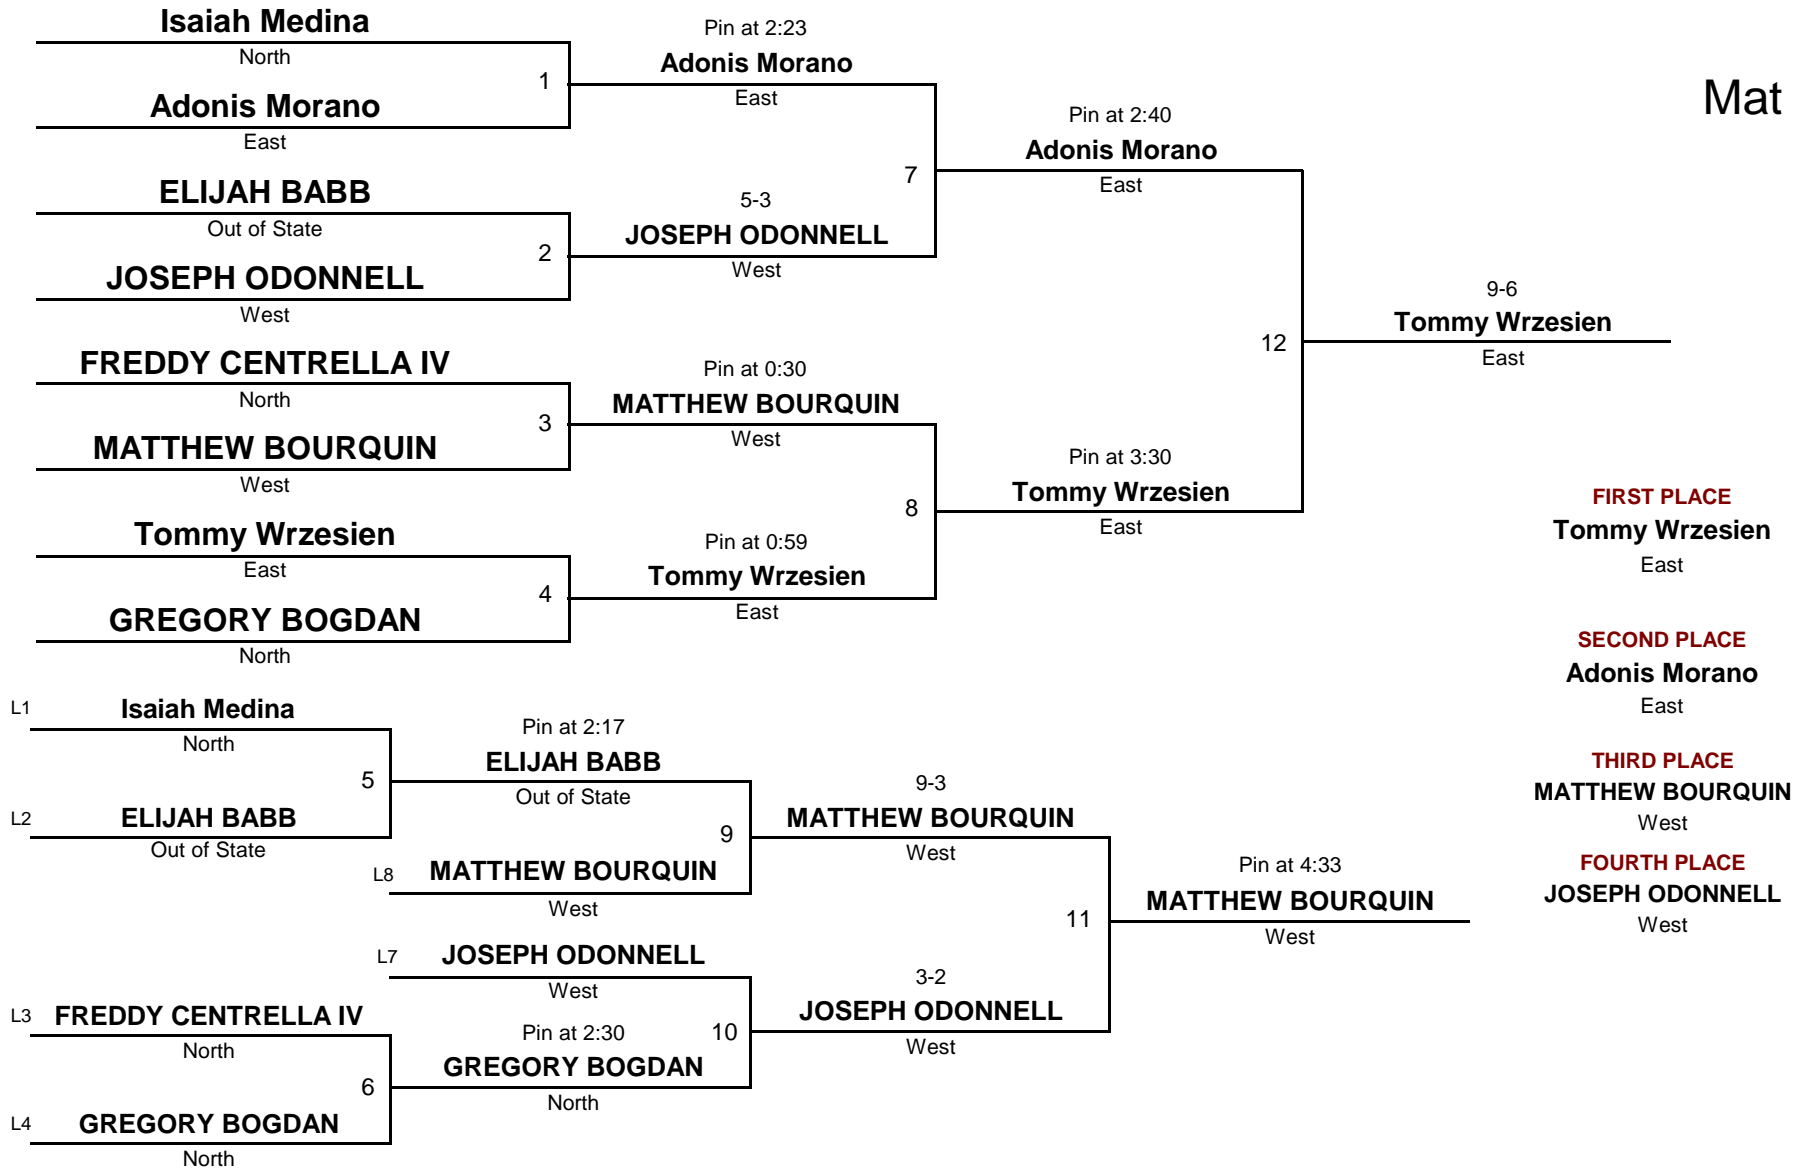 Isaiah Medina
North
1
Adonis Morano
East
Pin at 2:23
Adonis Morano
East
ELIJAH BABB
Out of State
2
JOSEPH ODONNELL
West
5-3
JOSEPH ODONNELL
West
7
Pin at 2:40
Adonis Morano
East
Mat
FREDDY CENTRELLA IV
North
3
MATTHEW BOURQUIN
West
Pin at 0:30
MATTHEW BOURQUIN
West
Tommy Wrzesien
East
4
GREGORY BOGDAN
North
Pin at 0:59
Tommy Wrzesien
East
8
Pin at 3:30
Tommy Wrzesien
East
12
9-6
Tommy Wrzesien
East
FIRST PLACE
Tommy Wrzesien
East
SECOND PLACE
Adonis Morano
East
THIRD PLACE
MATTHEW BOURQUIN
West
FOURTH PLACE
JOSEPH ODONNELL
West
L1
Isaiah Medina
North
5
L2
ELIJAH BABB
Out of State
Pin at 2:17
ELIJAH BABB
Out of State
9
L8
MATTHEW BOURQUIN
West
9-3
MATTHEW BOURQUIN
West
L7
JOSEPH ODONNELL
West
L3
FREDDY CENTRELLA IV
North
6
L4
GREGORY BOGDAN
North
Pin at 2:30
GREGORY BOGDAN
North
10
3-2
JOSEPH ODONNELL
West
11
Pin at 4:33
MATTHEW BOURQUIN
West